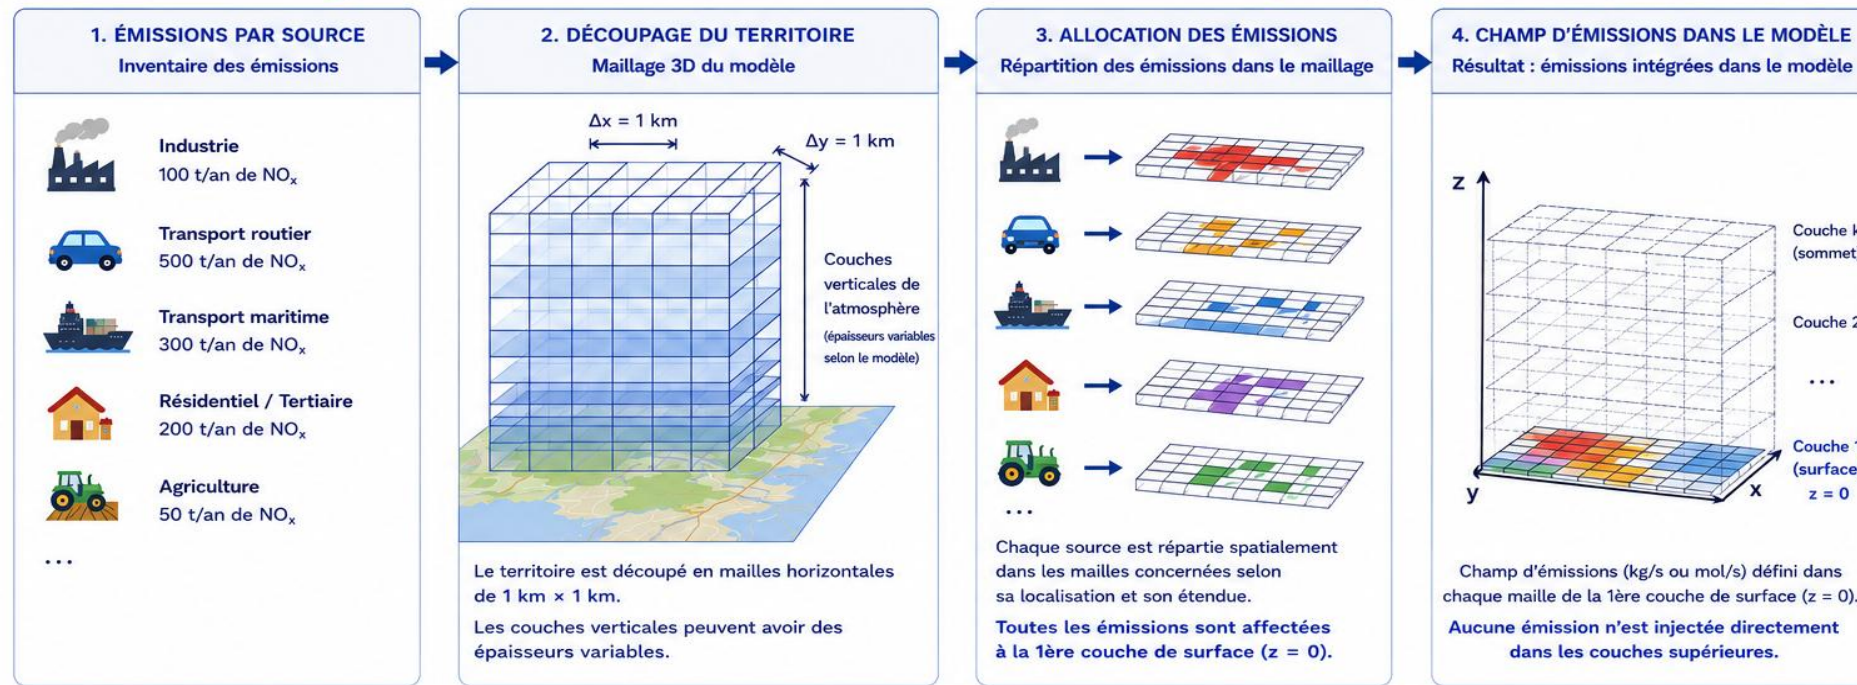 1. ÉMISSIONS PAR SOURCE
Inventaire des émissions
Industrie
100 t/an de NOₓ
Transport routier
500 t/an de NOₓ
Transport maritime
300 t/an de NOₓ
Résidentiel / Tertiaire
200 t/an de NOₓ
Agriculture
50 t/an de NOₓ
...
2. DÉCOUPAGE DU TERRITOIRE
Maillage 3D du modèle
Δx = 1 km
Δy = 1 km
Couches
verticales de
l'atmosphère
(épaisseurs variables
selon le modèle)
Le territoire est découpé en mailles horizontales
de 1 km × 1 km.
Les couches verticales peuvent avoir des
épaisseurs variables.
3. ALLOCATION DES ÉMISSIONS
Répartition des émissions dans le maillage
...
Chaque source est répartie spatialement
dans les mailles concernées selon
sa localisation et son étendue.
Toutes les émissions sont affectées
à la 1ère couche de surface (z = 0).
4. CHAMP D'ÉMISSIONS DANS LE MODÈLE
Résultat : émissions intégrées dans le modèle
z
Couche k
(sommet)
Couche 2
...
Couche 1
(surface
z = 0
y
x
Champ d'émissions (kg/s ou mol/s) défini dans
chaque maille de la 1ère couche de surface (z = 0).
Aucune émission n'est injectée directement
dans les couches supérieures.